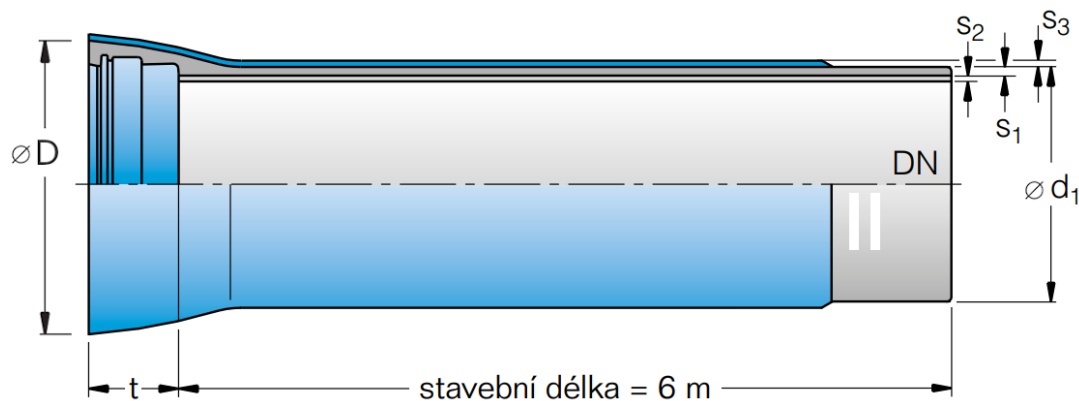 s₂
s₃
⌀D
s₁
DN
⌀d₁
t
stavební délka = 6 m